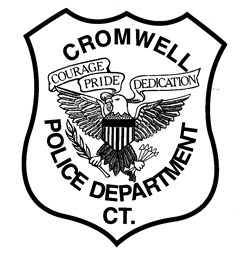 CROMWELL
COURAGE
PRIDE
DEDICATION
POLICE DEPARTMENT
CT.